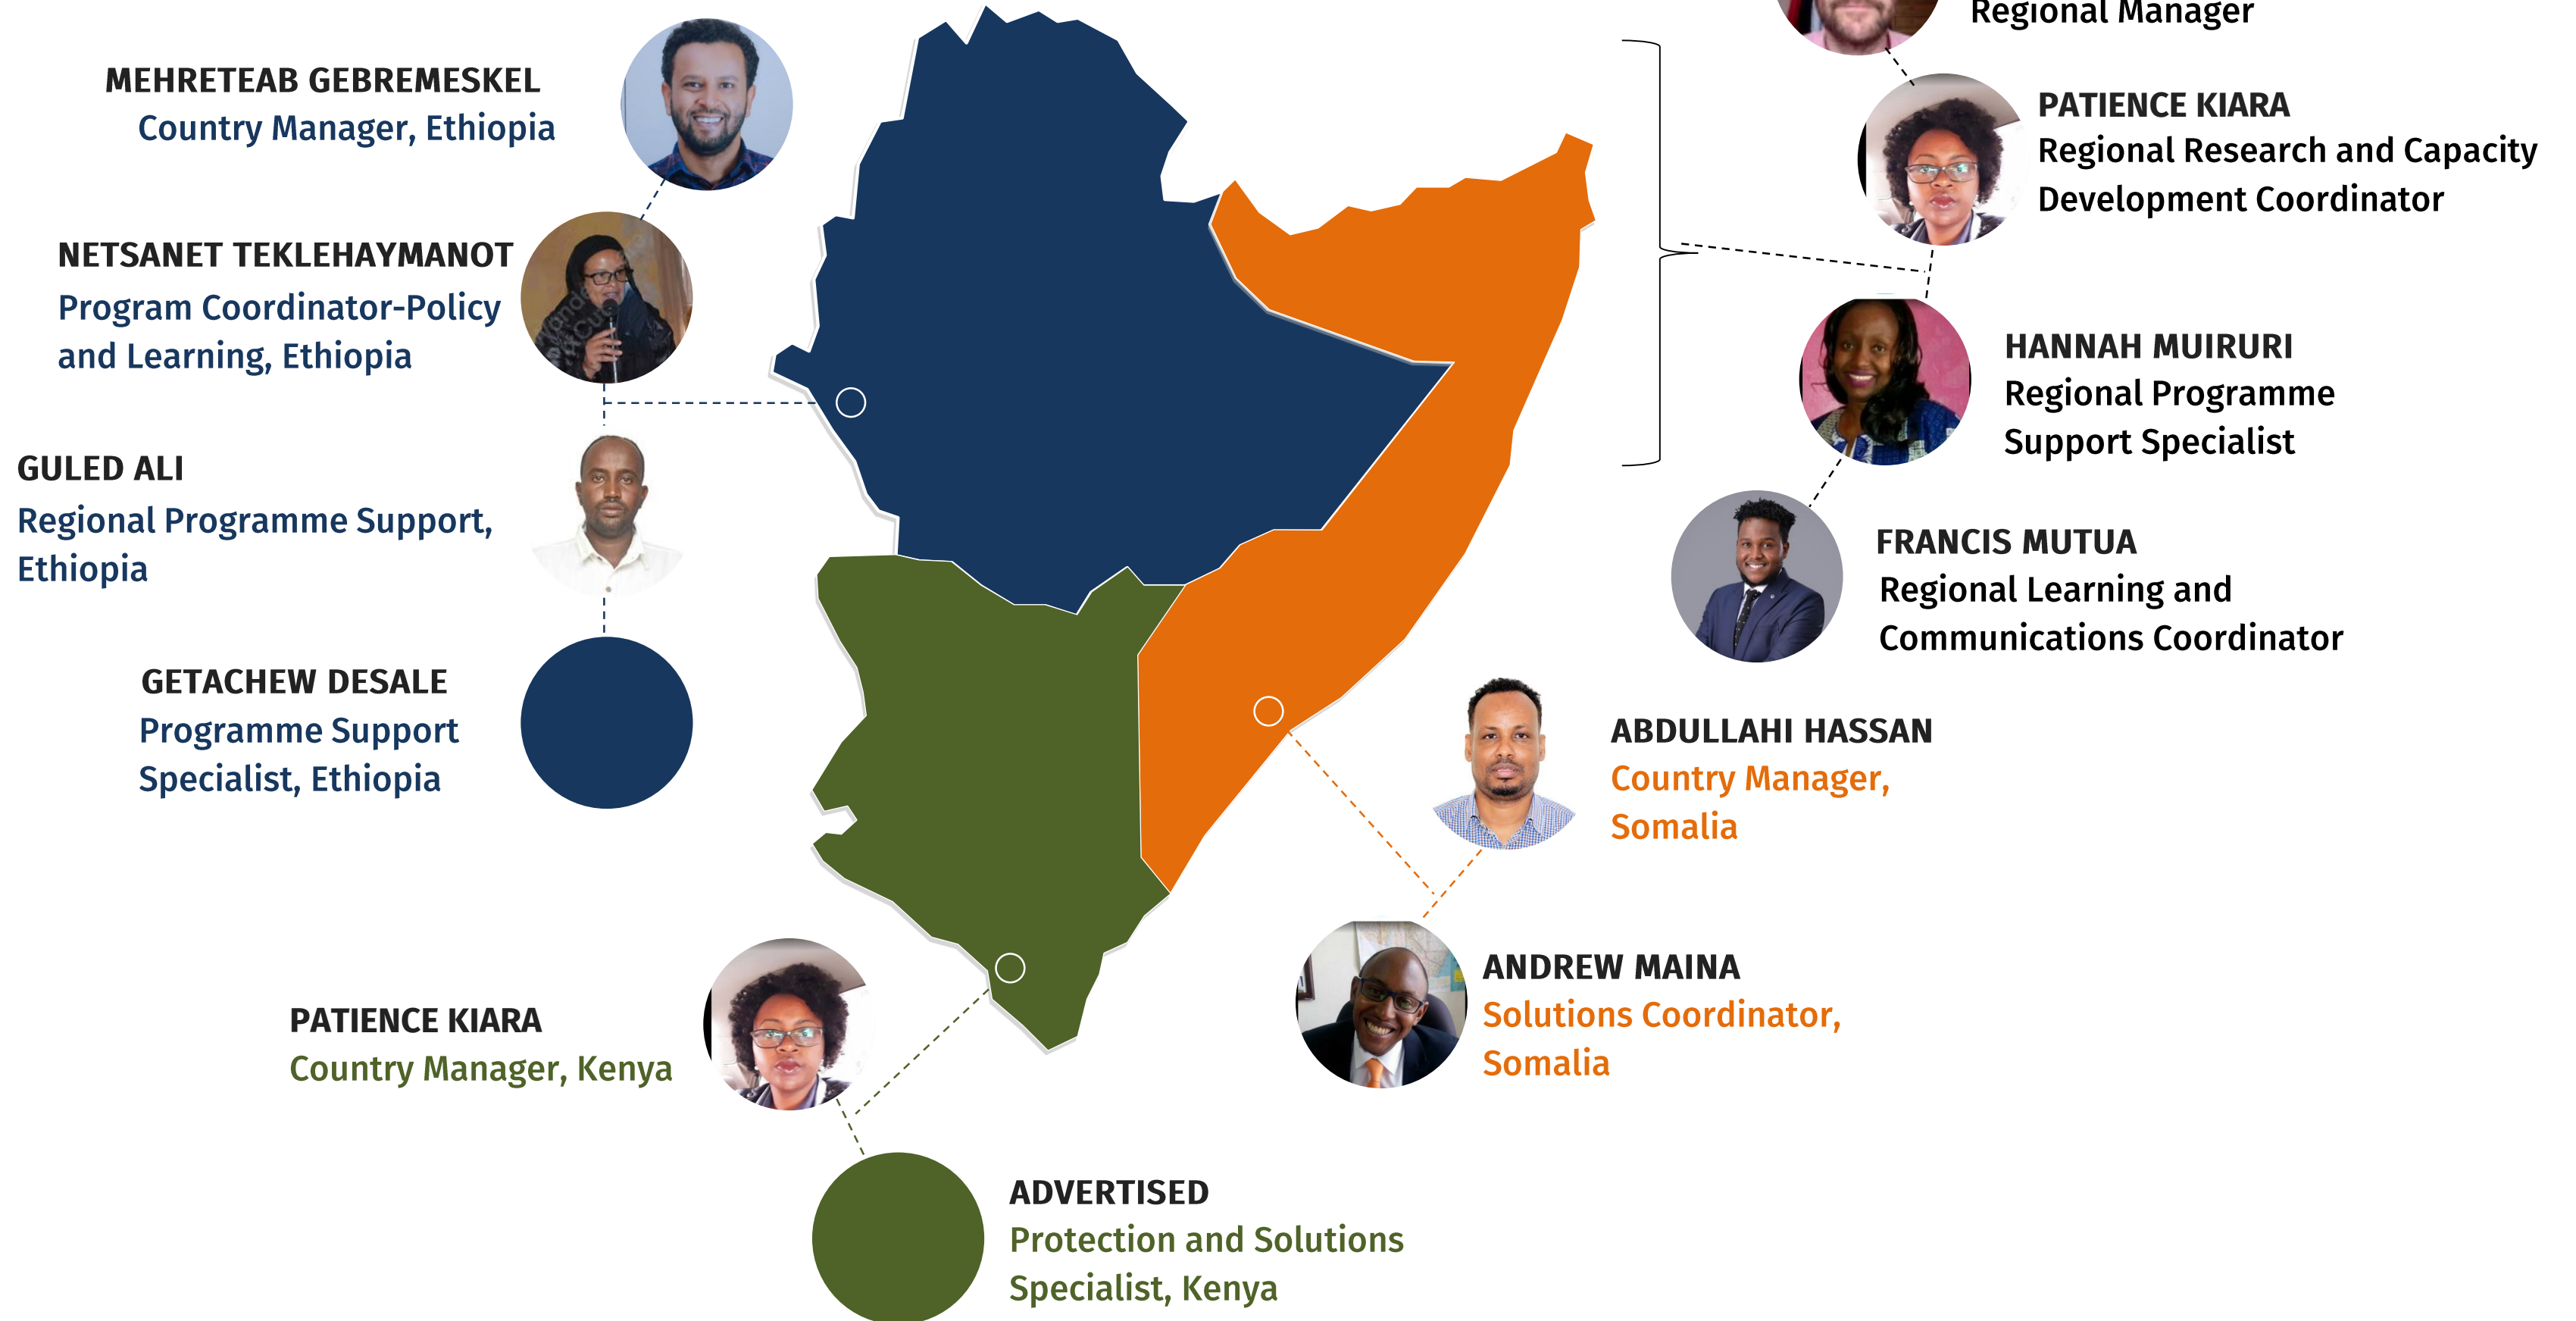 Regional Manager
MEHRETEAB GEBREMESKEL
Country Manager, Ethiopia
PATIENCE KIARA
Regional Research and Capacity
Development Coordinator
NETSANET TEKLEHAYMANOT
Program Coordinator-Policy
and Learning, Ethiopia
HANNAH MUIRURI
Regional Programme
Support Specialist
GULED ALI
Regional Programme Support,
Ethiopia
FRANCIS MUTUA
Regional Learning and
Communications Coordinator
GETACHEW DESALE
Programme Support
Specialist, Ethiopia
ABDULLAHI HASSAN
Country Manager,
Somalia
ANDREW MAINA
Solutions Coordinator,
Somalia
PATIENCE KIARA
Country Manager, Kenya
ADVERTISED
Protection and Solutions
Specialist, Kenya